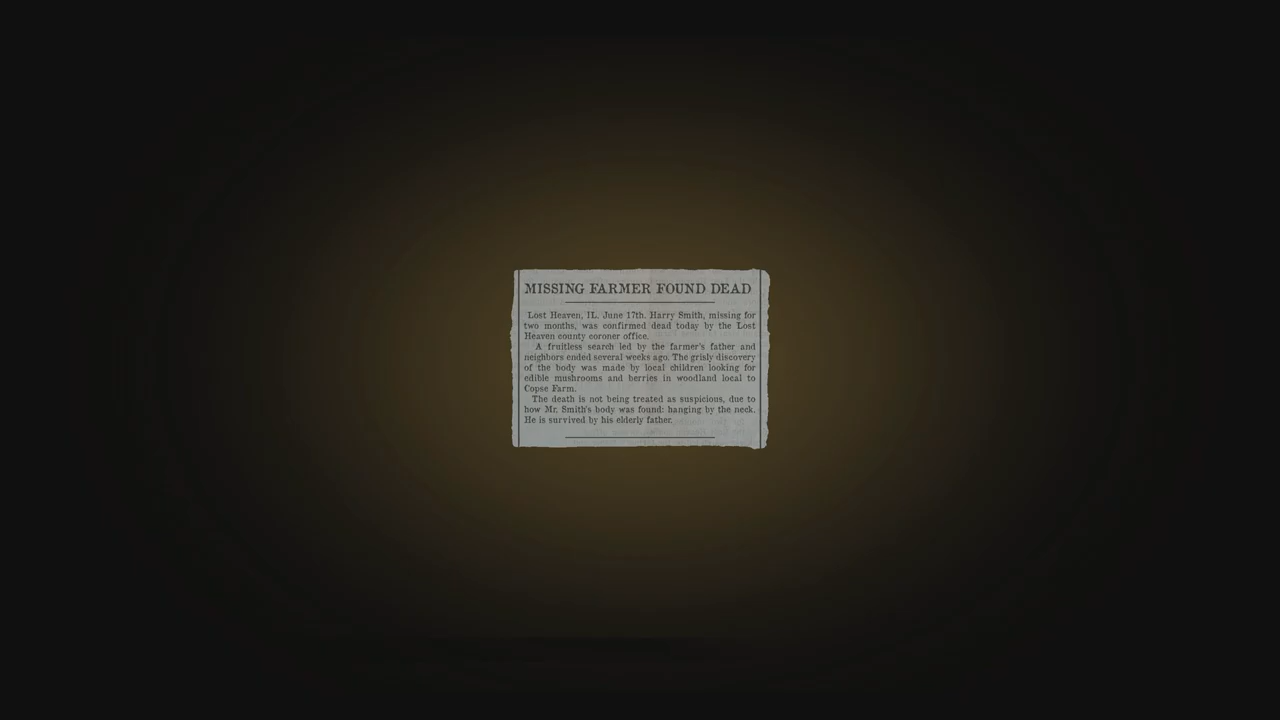 MISSING FARMER FOUND DEAD
Lost Heaven, IL. June 17th. Harry Smith, missing for
two months, was confirmed dead today by the Lost
Heaven county coroner office.
A fruitless search led by the farmer's father and
neighbors ended several weeks ago. The grisly discovery
of the body was made by local children looking for
edible mushrooms and berries in woodland local to
Copse Farm.
The death is not being treated as suspicious, due to
how Mr. Smith's body was found: hanging by the neck.
He is survived by his elderly father.